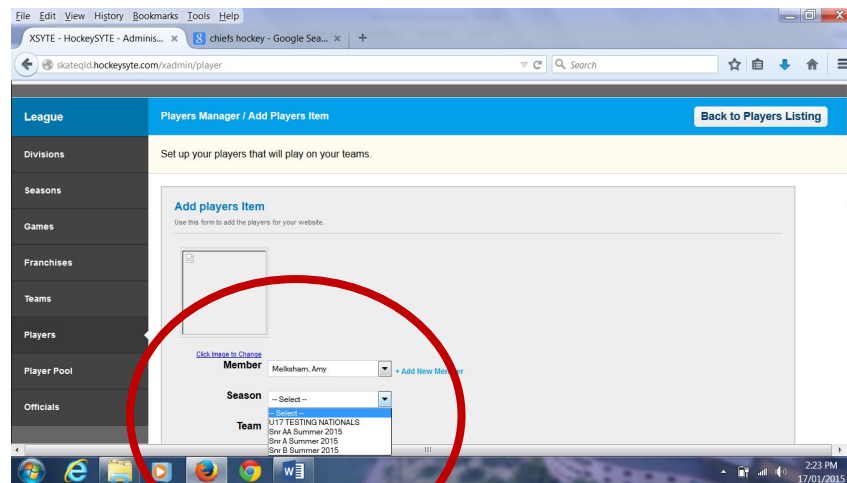 File Edit View History Bookmarks Tools Help
XSYTE - HockeySYTE - Adminis... × 8 chiefs hockey - Google Sea... × +
skateqld.hockeysyte.com/xadmin/player Search
League Players Manager / Add Players Item Back to Players Listing
Divisions Set up your players that will play on your teams.
Seasons
Add players Item
Use this form to add the players for your website.
Games
Franchises
Teams
Players
Click Image to Change
Member Melksham, Amy + Add New Member
Player Pool
Season -- Select --
Officials
-- Select --
U17 TESTING NATIONALS
Team Snr AA Summer 2015
Snr A Summer 2015
Snr B Summer 2015
2:23 PM
17/01/2015